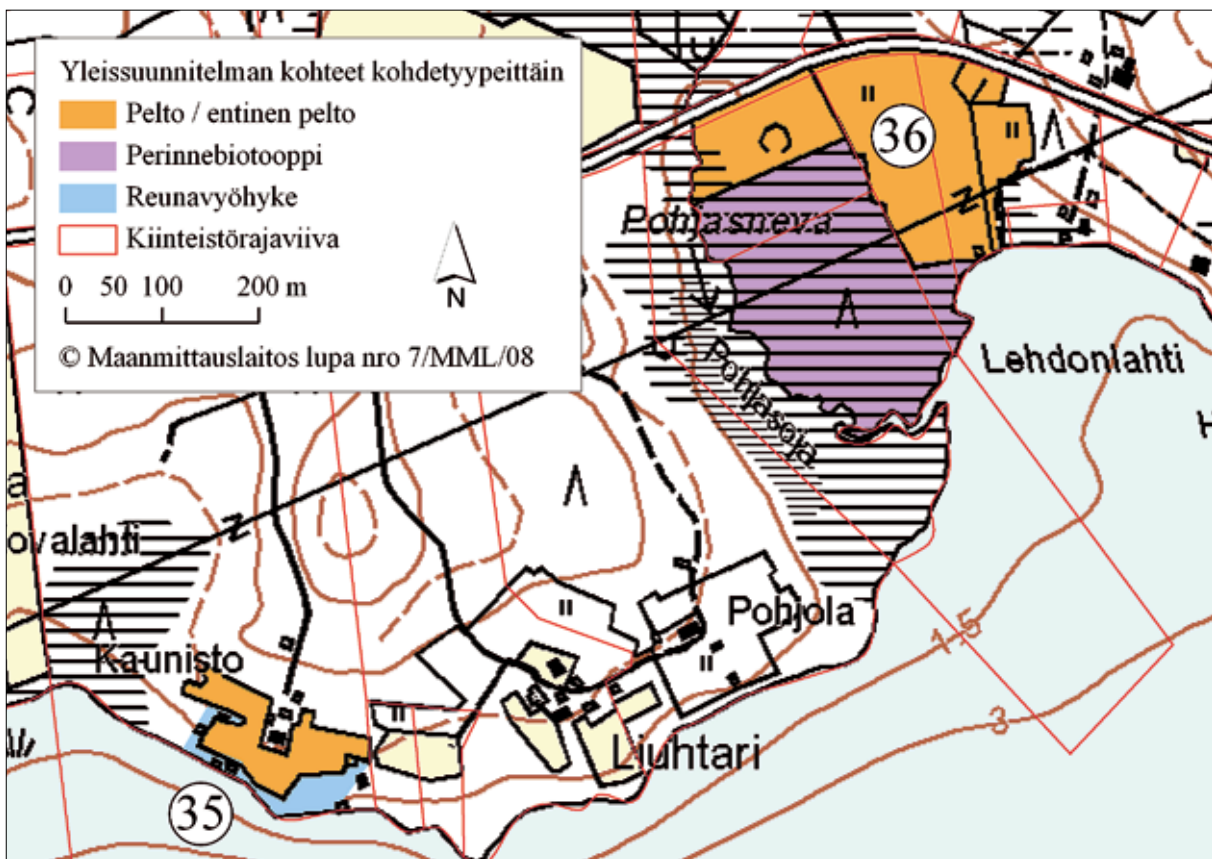 Yleissuunnitelman kohteet kohdetyypeittäin
Pelto / entinen pelto
Perinnebiotooppi
Reunavyöhyke
Kiinteistörajaviiva
0 50 100 200 m
N
© Maanmittauslaitos lupa nro 7/MML/08
36
Pohjasneva
Lehdonlahti
H
Pohjasoja
a
ovalahti
Kaunisto
Pohjola
Liuhtari
1.5
3
35